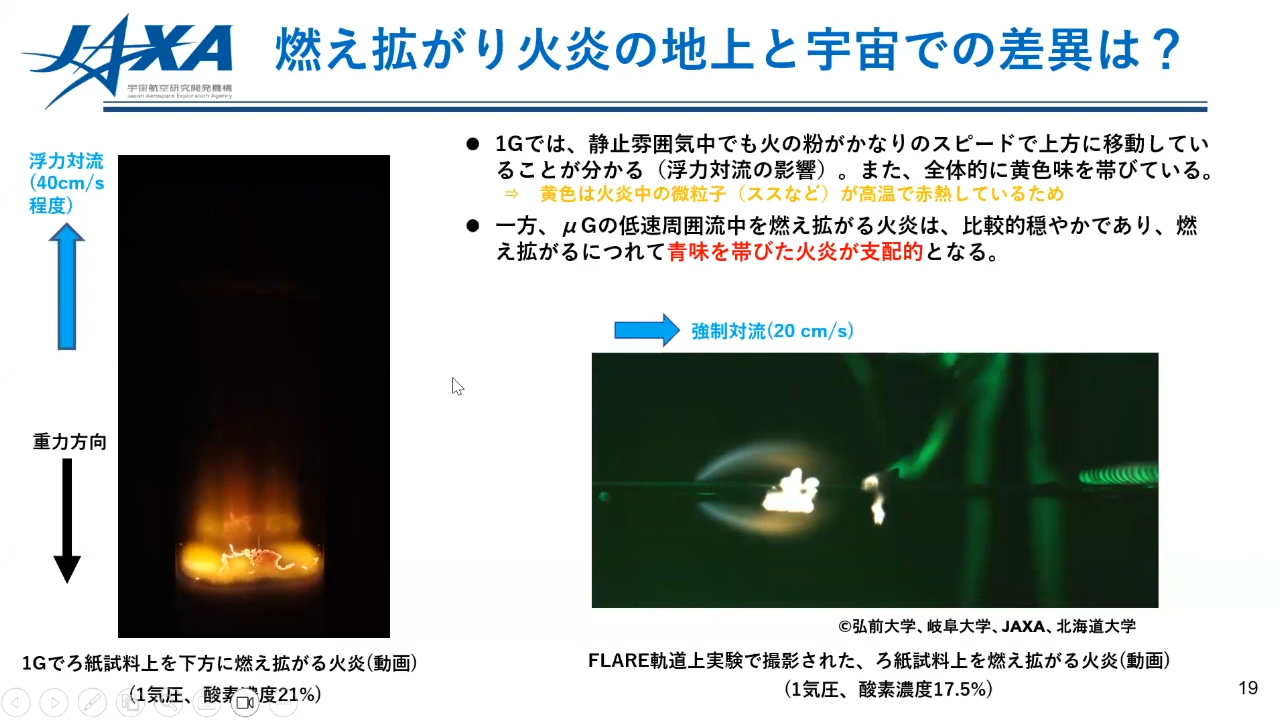 JAXA
宇宙航空研究開発機構
Japan Aerospace Exploration Agency
燃え拡がり火炎の地上と宇宙での差異は？
浮力対流
(40cm/s
程度)
重力方向
● 1Gでは、静止雰囲気中でも火の粉がかなりのスピードで上方に移動してい
ることが分かる（浮力対流の影響）。また、全体的に黄色味を帯びている。
⇒ 黄色は火炎中の微粒子（ススなど）が高温で赤熱しているため
● 一方、μGの低速周囲流中を燃え拡がる火炎は、比較的穏やかであり、燃
え拡がるにつれて青味を帯びた火炎が支配的となる。
強制対流(20 cm/s)
©弘前大学、岐阜大学、JAXA、北海道大学
1Gでろ紙試料上を下方に燃え拡がる火炎(動画)
(1気圧、酸素濃度21%)
FLARE軌道上実験で撮影された、ろ紙試料上を燃え拡がる火炎(動画)
(1気圧、酸素濃度17.5%)
19